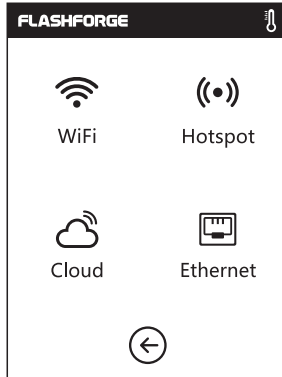 FLASHFORGE
WiFi
Hotspot
Cloud
Ethernet